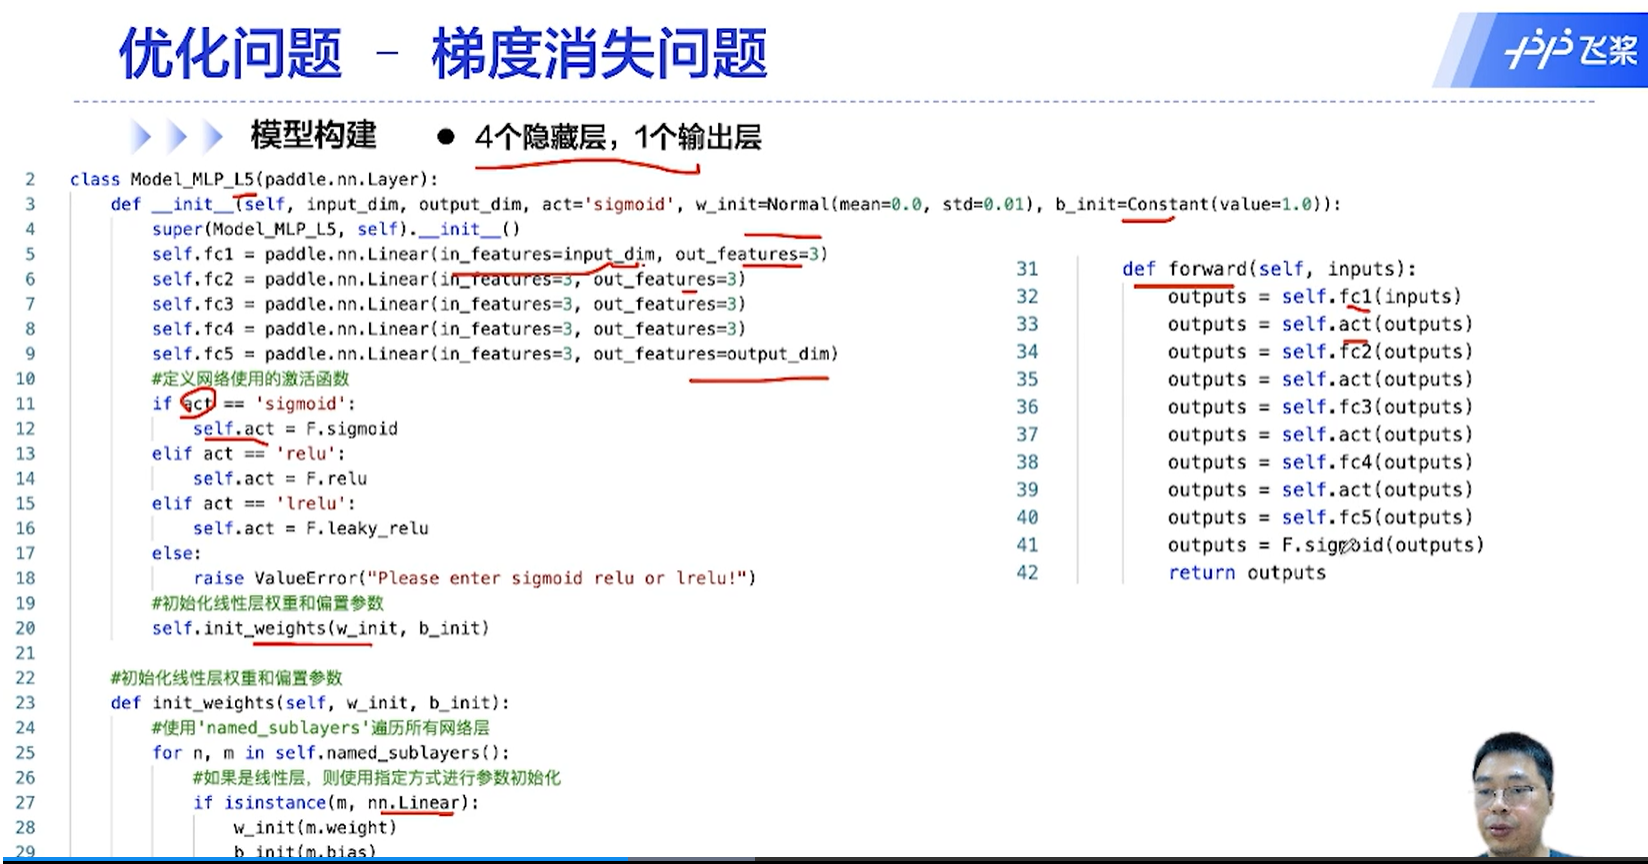 优化问题 - 梯度消失问题
飞桨
模型构建 ● 4个隐藏层，1个输出层
2 class Model_MLP_L5(paddle.nn.Layer):
3 def __init__(self, input_dim, output_dim, act='sigmoid', w_init=Normal(mean=0.0, std=0.01), b_init=Constant(value=1.0)):
4 super(Model_MLP_L5, self).__init__()
5 self.fc1 = paddle.nn.Linear(in_features=input_dim, out_features=3)
6 self.fc2 = paddle.nn.Linear(in_features=3, out_features=3)
7 self.fc3 = paddle.nn.Linear(in_features=3, out_features=3)
8 self.fc4 = paddle.nn.Linear(in_features=3, out_features=3)
9 self.fc5 = paddle.nn.Linear(in_features=3, out_features=output_dim)
10 #定义网络使用的激活函数
11 if act == 'sigmoid':
12 self.act = F.sigmoid
13 elif act == 'relu':
14 self.act = F.relu
15 elif act == 'lrelu':
16 self.act = F.leaky_relu
17 else:
18 raise ValueError("Please enter sigmoid relu or lrelu!")
19 #初始化线性层权重和偏置参数
20 self.init_weights(w_init, b_init)
21
22 #初始化线性层权重和偏置参数
23 def init_weights(self, w_init, b_init):
24 #使用'named_sublayers'遍历所有网络层
25 for n, m in self.named_sublayers():
26 #如果是线性层，则使用指定方式进行参数初始化
27 if isinstance(m, nn.Linear):
28 w_init(m.weight)
29 b_init(m.bias)
31 def forward(self, inputs):
32 outputs = self.fc1(inputs)
33 outputs = self.act(outputs)
34 outputs = self.fc2(outputs)
35 outputs = self.act(outputs)
36 outputs = self.fc3(outputs)
37 outputs = self.act(outputs)
38 outputs = self.fc4(outputs)
39 outputs = self.act(outputs)
40 outputs = self.fc5(outputs)
41 outputs = F.sigmoid(outputs)
42 return outputs